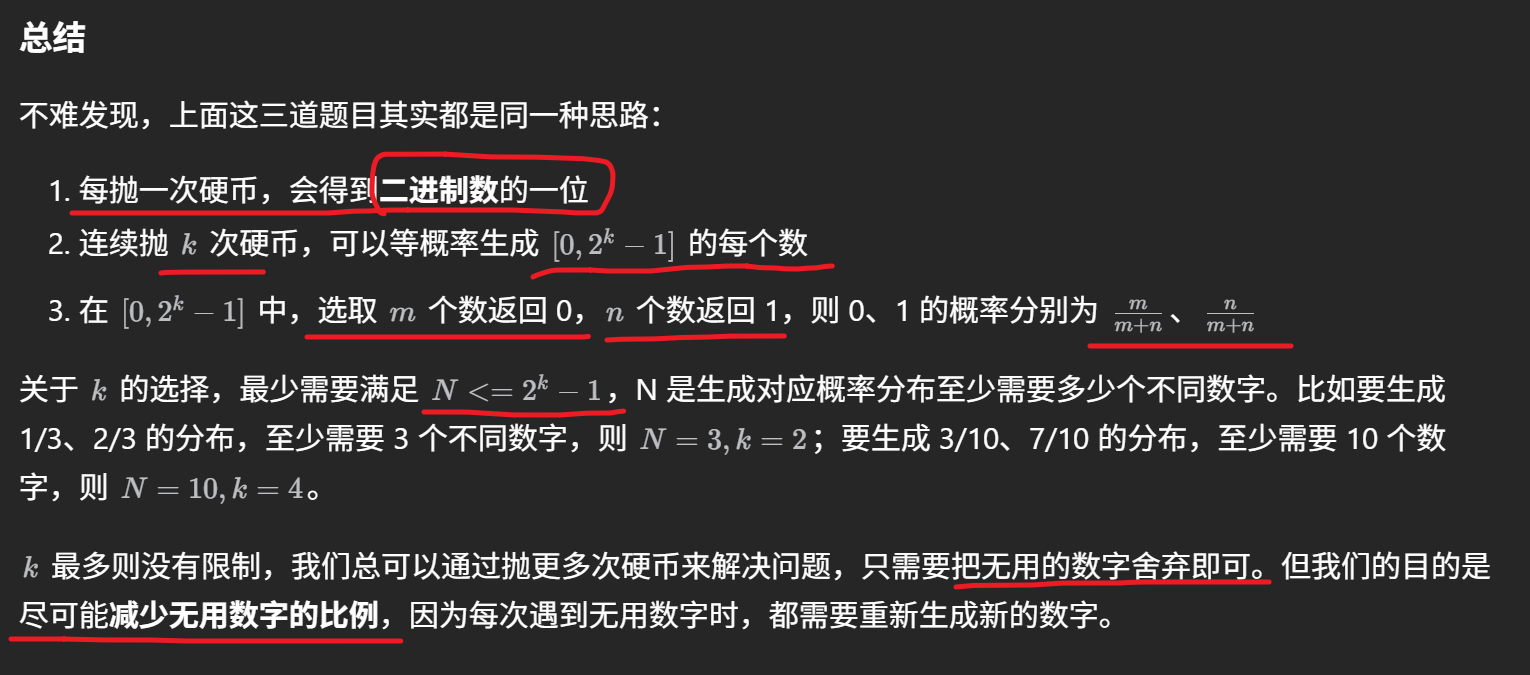 总结
不难发现，上面这三道题目其实都是同一种思路：
1. 每抛一次硬币，会得到二进制数的一位
2. 连续抛 k 次硬币，可以等概率生成 [0, 2^k − 1] 的每个数
3. 在 [0, 2^k − 1] 中，选取 m 个数返回 0，n 个数返回 1，则 0、1 的概率分别为 m/(m+n)、n/(m+n)
关于 k 的选择，最少需要满足 N <= 2^k − 1，N 是生成对应概率分布至少需要多少个不同数字。比如要生成
1/3、2/3 的分布，至少需要 3 个不同数字，则 N = 3, k = 2；要生成 3/10、7/10 的分布，至少需要 10 个数
字，则 N = 10, k = 4。
k 最多则没有限制，我们总可以通过抛更多次硬币来解决问题，只需要把无用的数字舍弃即可。但我们的目的是
尽可能减少无用数字的比例，因为每次遇到无用数字时，都需要重新生成新的数字。